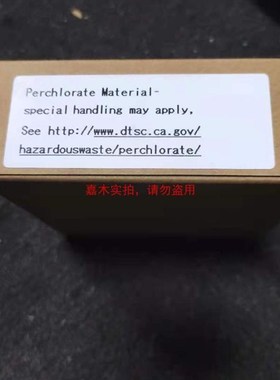 Perchlorate Material-
special handling may apply,
See http://www.dtsc.ca.gov/
hazardouswaste/perchlorate/
嘉木实拍，请勿盗用